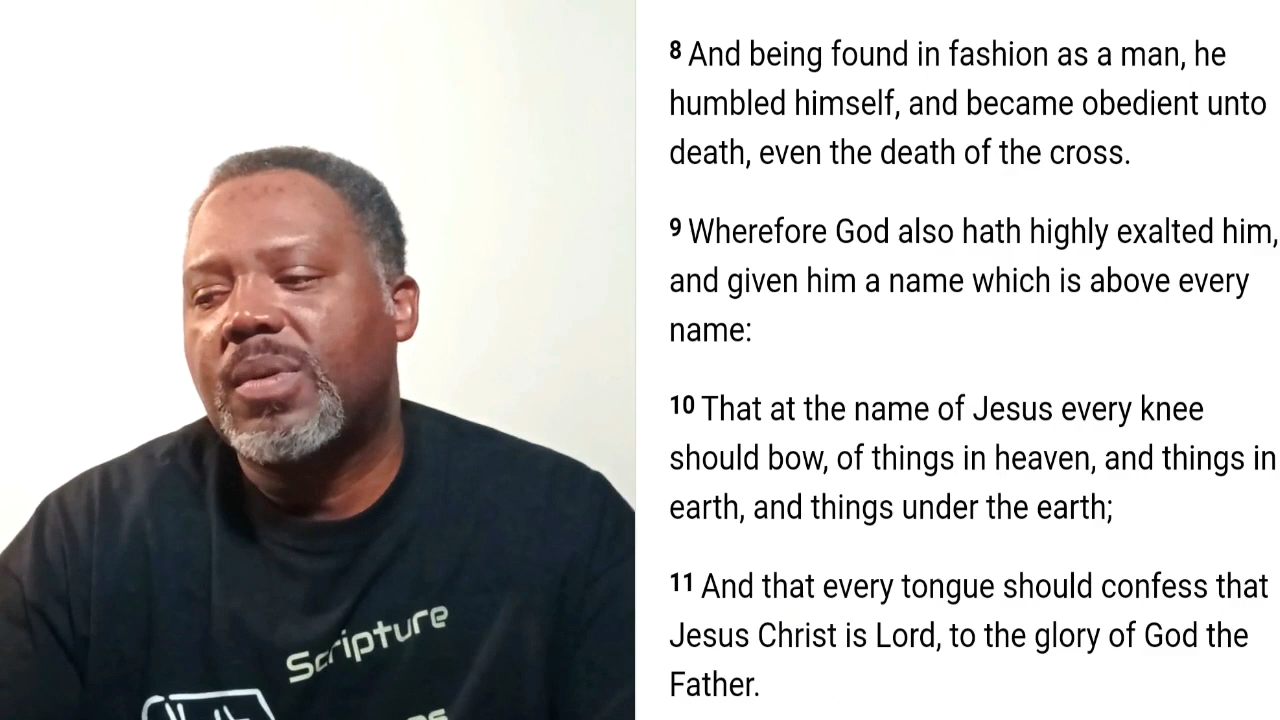 8 And being found in fashion as a man, he
humbled himself, and became obedient unto
death, even the death of the cross.
9 Wherefore God also hath highly exalted him,
and given him a name which is above every
name:
10 That at the name of Jesus every knee
should bow, of things in heaven, and things in
earth, and things under the earth;
11 And that every tongue should confess that
Jesus Christ is Lord, to the glory of God the
Father.
Scripture